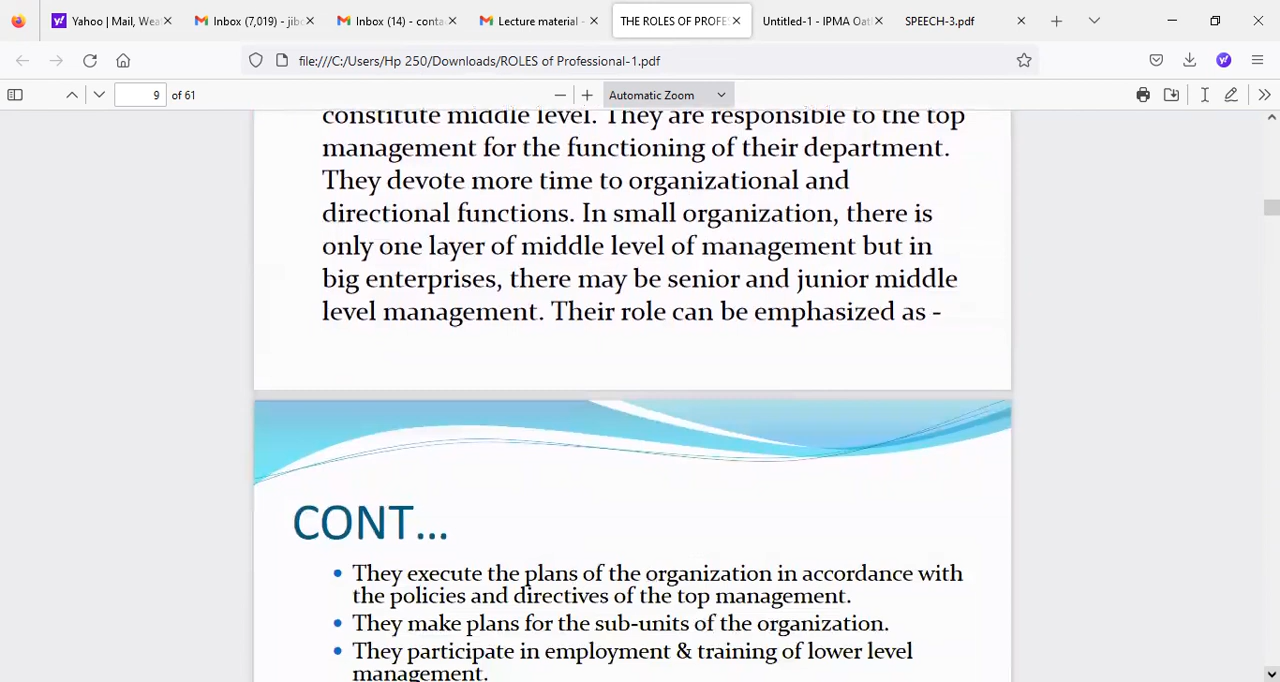 Yahoo | Mail, Wea
Inbox (7,019) - jib
Inbox (14) - conta
Lecture material -
THE ROLES OF PROFE
Untitled-1 - IPMA Oat
SPEECH-3.pdf
file:///C:/Users/Hp 250/Downloads/ROLES of Professional-1.pdf
9 of 61
Automatic Zoom
constitute middle level. They are responsible to the top
management for the functioning of their department.
They devote more time to organizational and
directional functions. In small organization, there is
only one layer of middle level of management but in
big enterprises, there may be senior and junior middle
level management. Their role can be emphasized as -
CONT...
• They execute the plans of the organization in accordance with
the policies and directives of the top management.
• They make plans for the sub-units of the organization.
• They participate in employment & training of lower level
management.